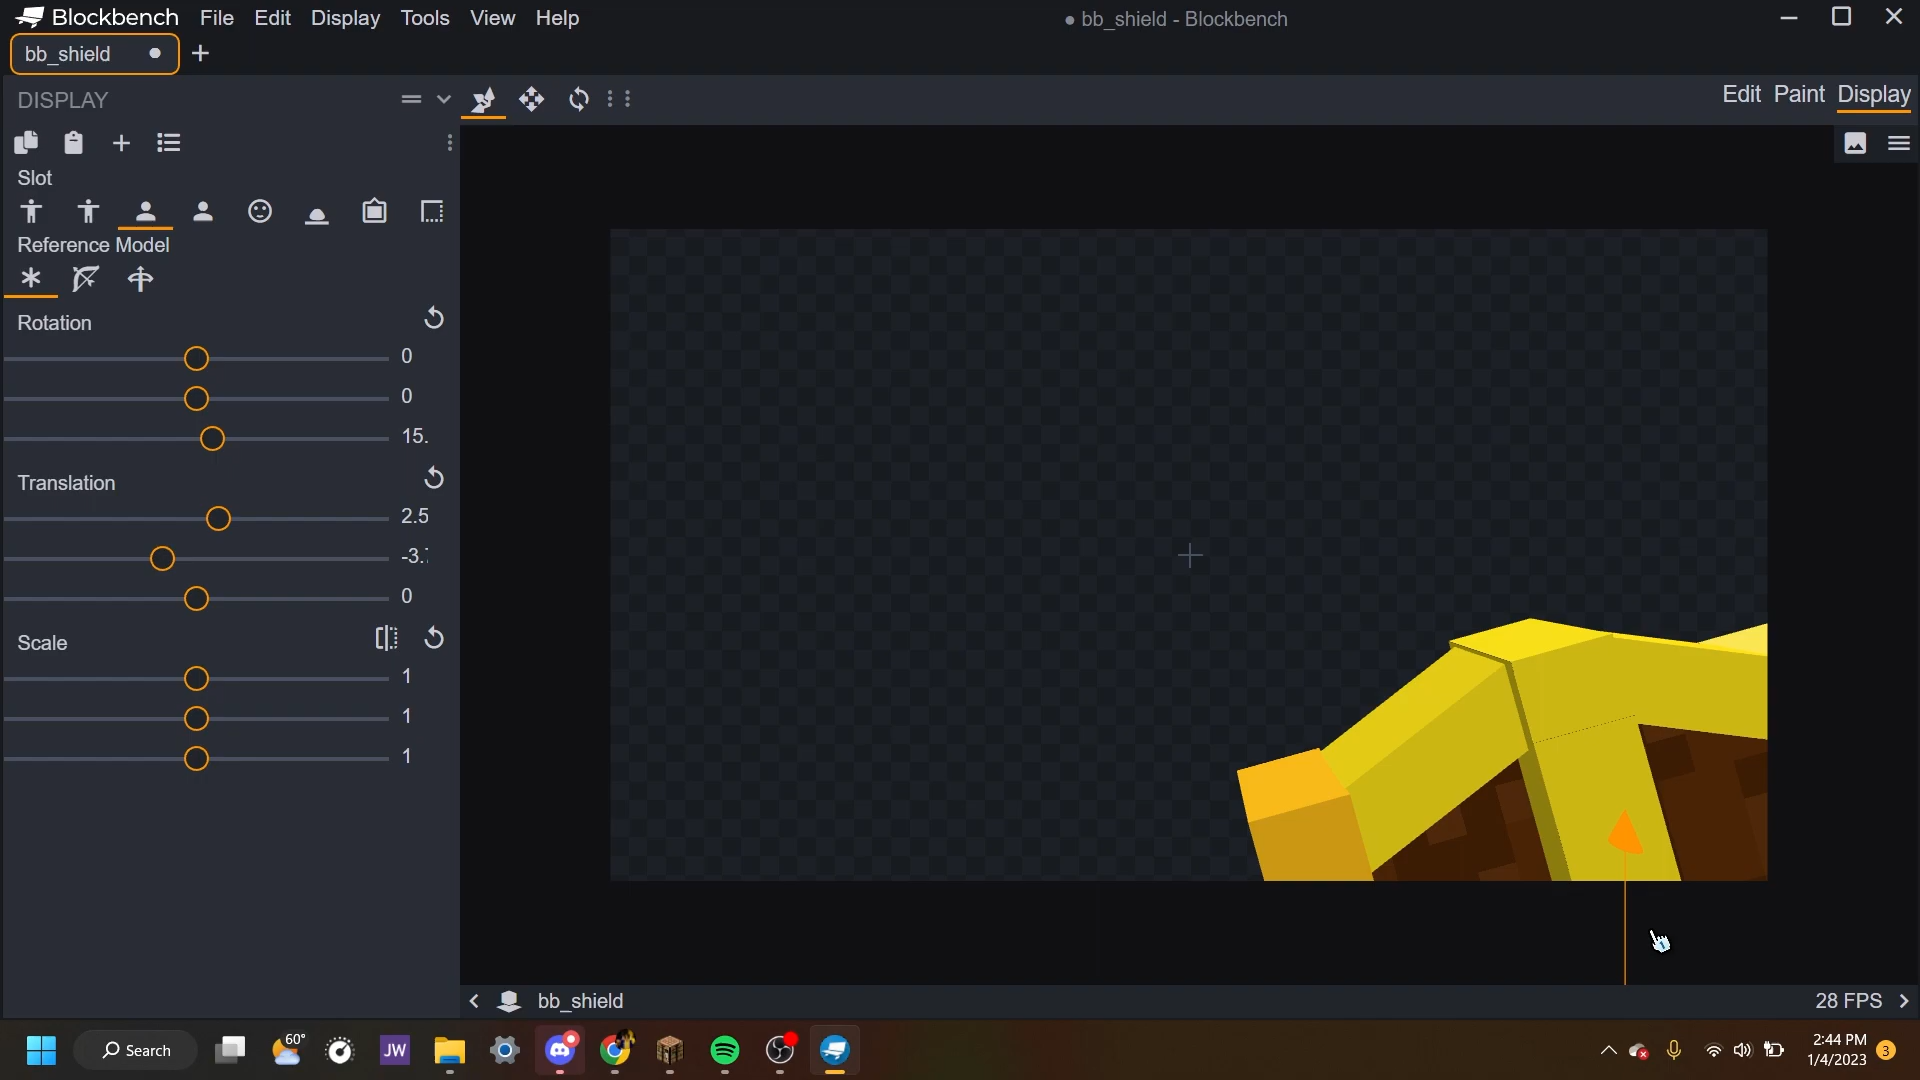 Blockbench File Edit Display Tools View Help
● bb_shield - Blockbench
bb_shield
DISPLAY
Edit Paint Display
Slot
Reference Model
Rotation
0
0
15.
Translation
2.5
-3.
0
Scale
1
1
1
bb_shield
28 FPS
60°
Search
JW
2:44 PM
1/4/2023
3